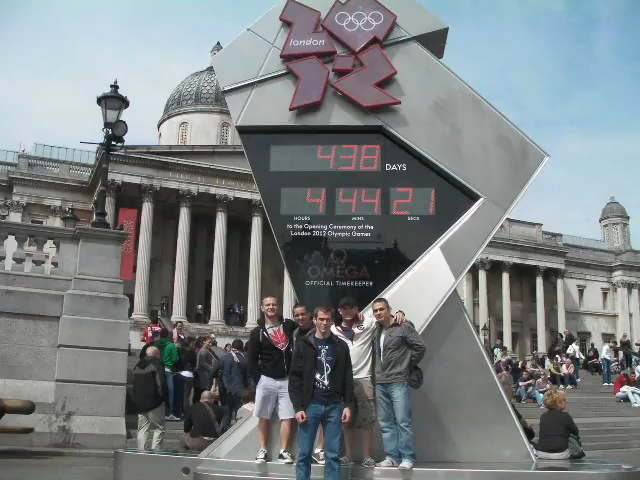 london
438 DAYS
4 44 21
HOURS MINS SECS
to the Opening Ceremony of the
London 2012 Olympic Games
OMEGA
OFFICIAL TIMEKEEPER